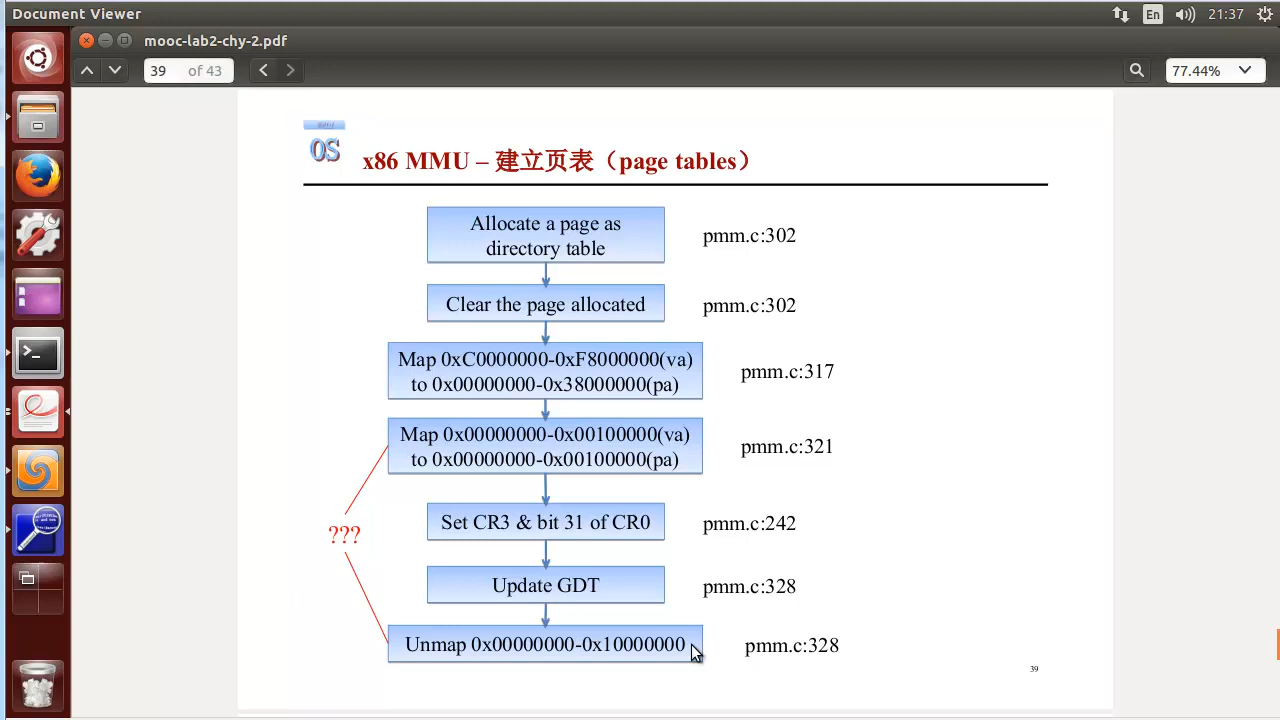 Document Viewer
En
21:37
mooc-lab2-chy-2.pdf
39 of 43
77.44%
OS
x86 MMU – 建立页表（page tables）
Allocate a page as
directory table
pmm.c:302
Clear the page allocated
pmm.c:302
Map 0xC0000000-0xF8000000(va)
to 0x00000000-0x38000000(pa)
pmm.c:317
Map 0x00000000-0x00100000(va)
to 0x00000000-0x00100000(pa)
pmm.c:321
???
Set CR3 & bit 31 of CR0
pmm.c:242
Update GDT
pmm.c:328
Unmap 0x00000000-0x10000000
pmm.c:328
39